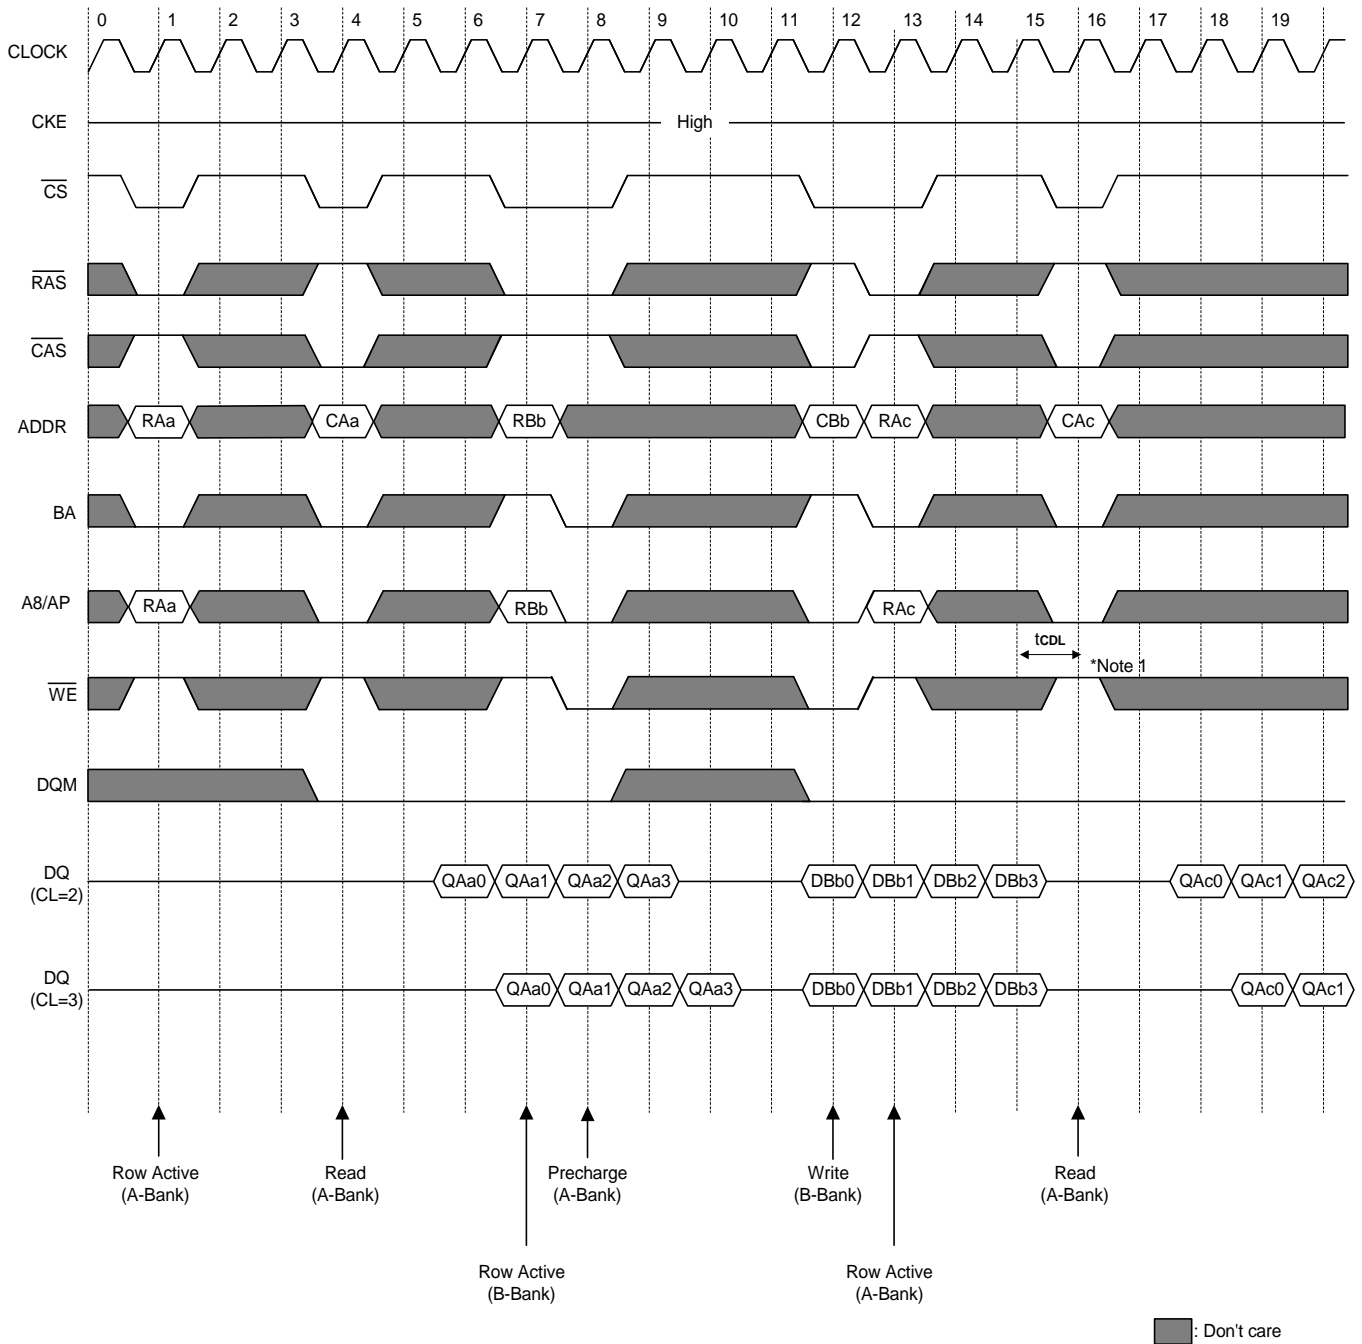 0 1 2 3 4 5 6 7 8 9 10 11 12 13 14 15 16 17 18 19
CLOCK
CKE High
CS
RAS
CAS
ADDR RAa CAa RBb CBb RAc CAc
BA
A8/AP RAa RBb RAc
tCDL
*Note 1
WE
DQM
DQ
(CL=2) QAa0 QAa1 QAa2 QAa3 DBb0 DBb1 DBb2 DBb3 QAc0 QAc1 QAc2
DQ
(CL=3) QAa0 QAa1 QAa2 QAa3 DBb0 DBb1 DBb2 DBb3 QAc0 QAc1
Row Active
(A-Bank)
Read
(A-Bank)
Precharge
(A-Bank)
Write
(B-Bank)
Read
(A-Bank)
Row Active
(B-Bank)
Row Active
(A-Bank)
: Don't care